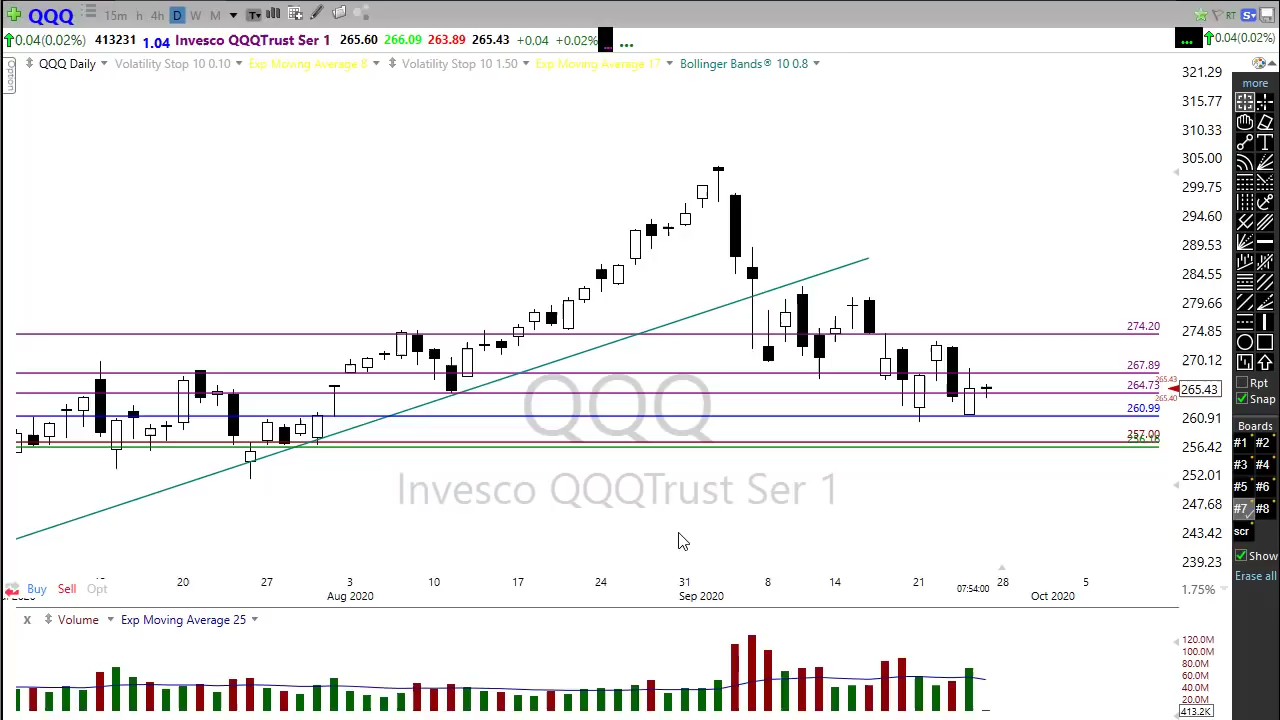 QQQ 15m h 4h D W M T RT S
0.04(0.02%) 413231 1.04 Invesco QQQTrust Ser 1 265.60 266.09 263.89 265.43 +0.04 +0.02% ... ... 0.04(0.02%)
Option QQQ Daily Volatility Stop 10 0.10 Exp Moving Average 8 Volatility Stop 10 1.50 Exp Moving Average 17 Bollinger Bands® 10 0.8
321.29
more
315.77
310.33
305.00
299.75
294.60
289.53
284.55
279.66
274.20
274.85
267.89
270.12
264.73
265.43
265.43
265.40
Rpt
Snap
QQQ
260.99
260.91
Boards
257.00
256.42
#1 #2
#3 #4
#5 #6
#7 #8
scr
Invesco QQQTrust Ser 1
252.01
247.68
243.42
239.23
Show
Erase all
20 27 3 10 17 24 31 8 14 21 28 5
Buy Sell Opt 07:54:00 1.75%
Aug 2020 Sep 2020 Oct 2020
x Volume Exp Moving Average 25
120.0M
100.0M
80.0M
60.0M
40.0M
20.0M
413.2K